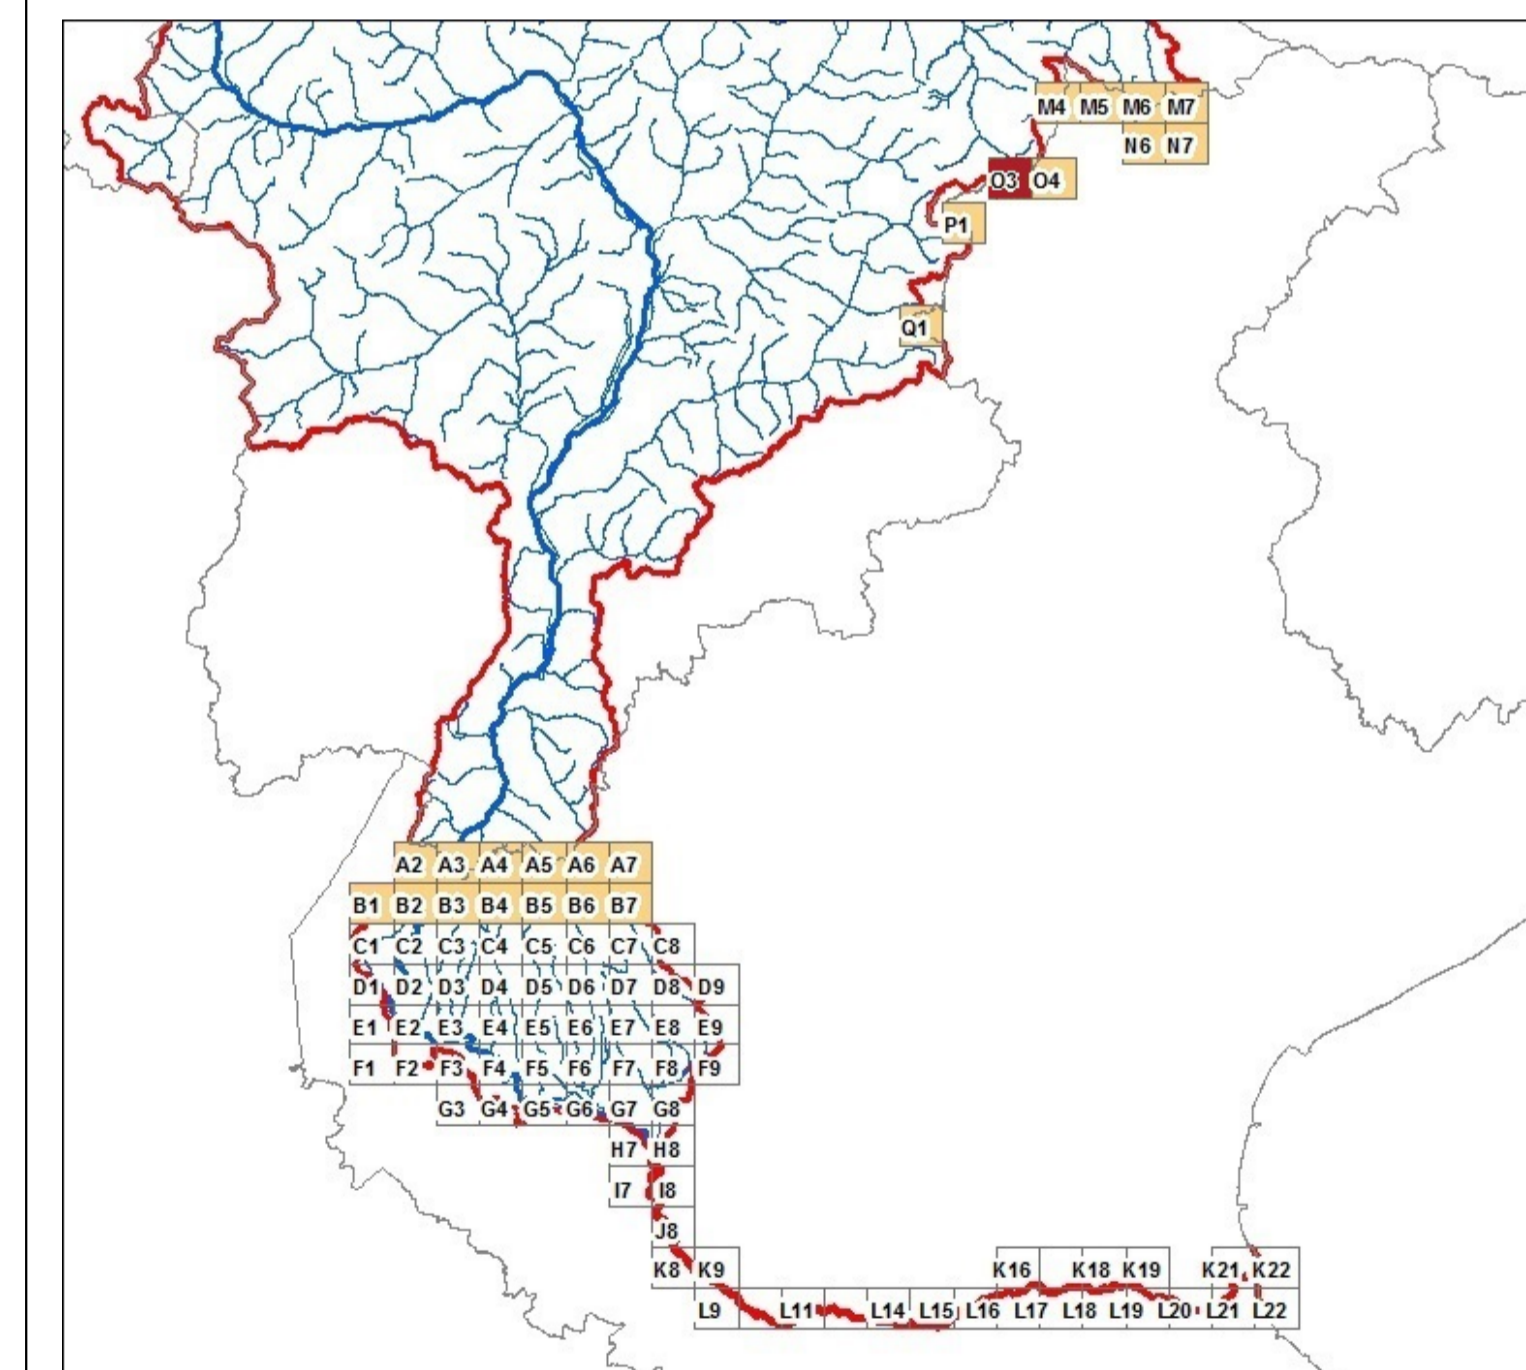 M4 M5 M6 M7
N6 N7
O3 O4
P1
Q1
A2 A3 A4 A5 A6 A7
B1 B2 B3 B4 B5 B6 B7
C1 C2 C3 C4 C5 C6 C7 C8
D1 D2 D3 D4 D5 D6 D7 D8 D9
E1 E2 E3 E4 E5 E6 E7 E8 E9
F1 F2 F3 F4 F5 F6 F7 F8 F9
G3 G4 G5 G6 G7 G8
H7 H8
I7 I8
J8
K8 K9 K16 K18 K19 K21 K22
L9 L11 L14 L15 L16 L17 L18 L19 L20 L21 L22